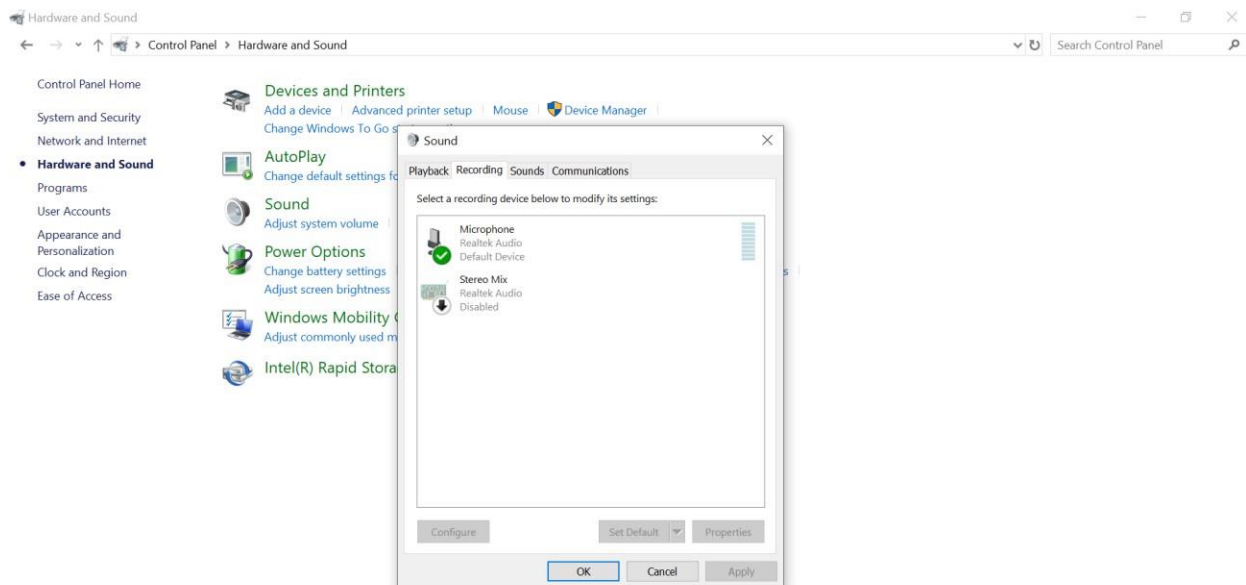 Hardware and Sound
Control Panel > Hardware and Sound
Search Control Panel
Control Panel Home
System and Security
Network and Internet
Hardware and Sound
Programs
User Accounts
Appearance and
Personalization
Clock and Region
Ease of Access
Devices and Printers
Add a device
Advanced printer setup
Mouse
Device Manager
Change Windows To Go
AutoPlay
Change default settings
Sound
Adjust system volume
Power Options
Change battery settings
Adjust screen brightness
Windows Mobility
Adjust commonly used
Intel(R) Rapid
Sound
Playback Recording Sounds Communications
Select a recording device below to modify its settings:
Microphone
Realtek Audio
Default Device
Stereo Mix
Realtek Audio
Disabled
Configure
Set Default
Properties
OK
Cancel
Apply